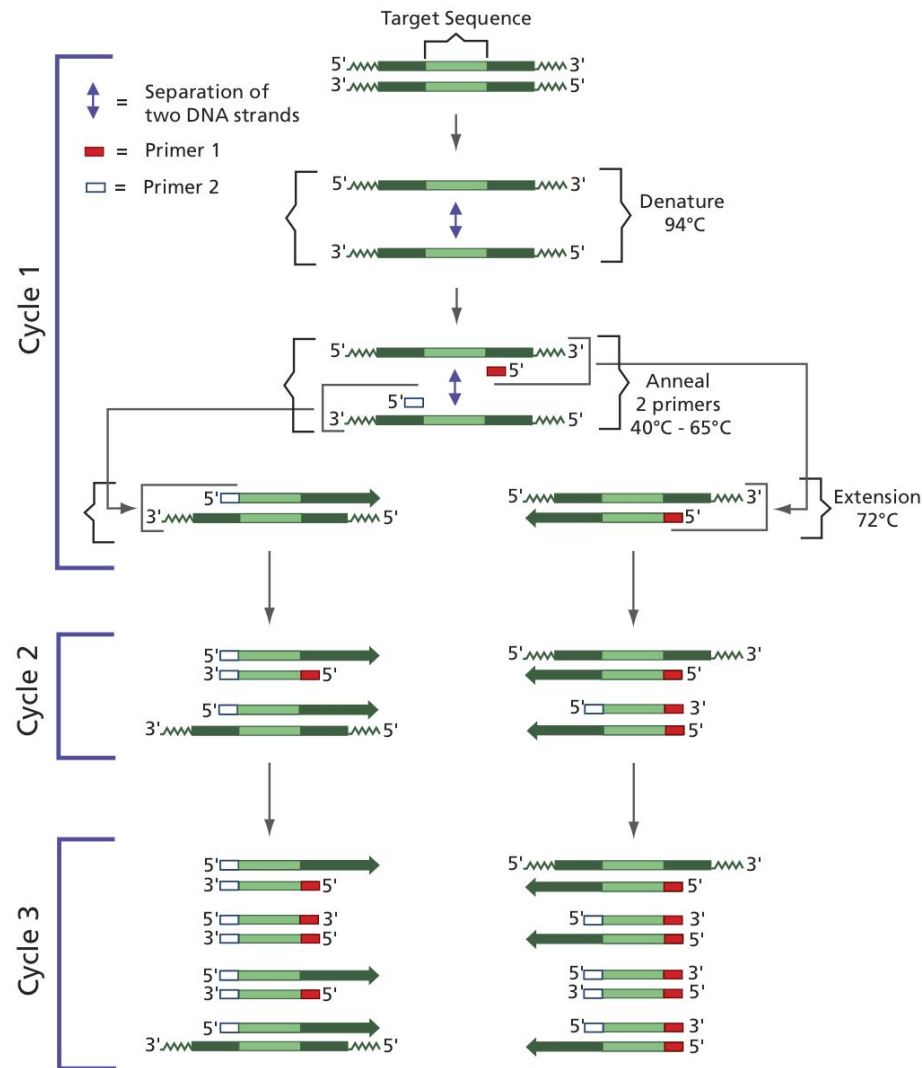 Target Sequence
5' 3'
3' 5'
= Separation of
two DNA strands
= Primer 1
= Primer 2
5' 3'
Denature
94°C
3' 5'
Cycle 1
5' 3'
5'
Anneal
2 primers
40°C - 65°C
5'
3' 5'
5' 5' 3'
3' 5' 5'
Extension
72°C
Cycle 2
5' 5' 3'
3' 5' 5'
5' 5' 3'
3' 5' 5'
Cycle 3
5' 5' 3'
3' 5' 5'
5' 3' 5' 3'
3' 5' 5'
5' 5' 3'
3' 5' 3' 5'
5' 5' 3'
3' 5' 5'